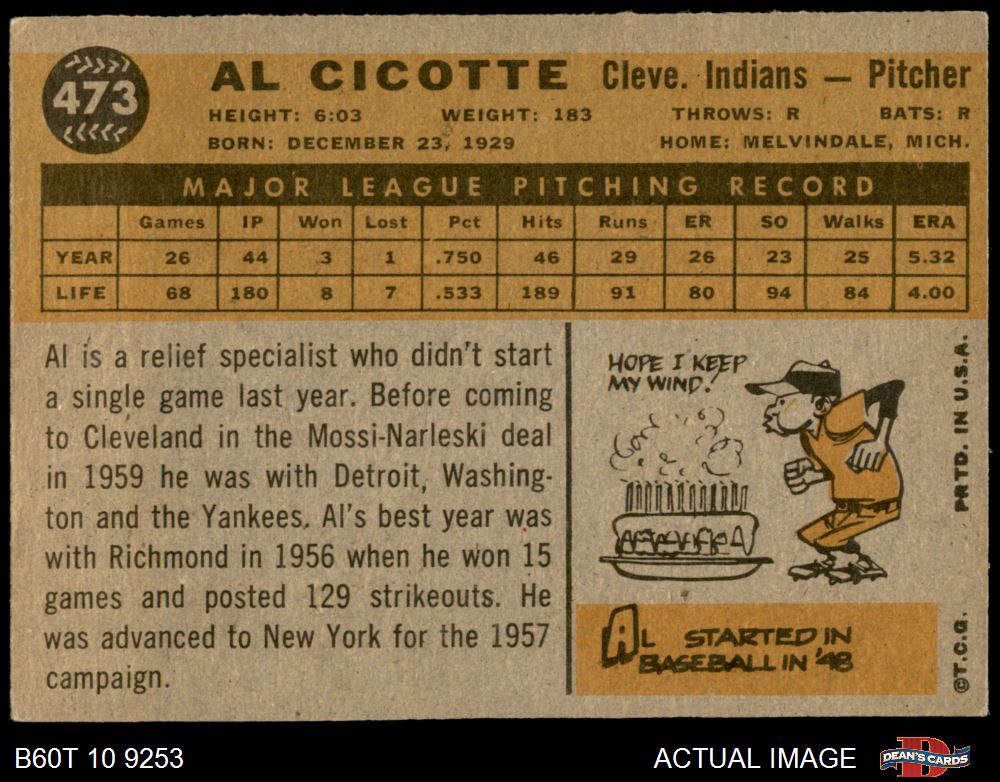 473
AL CICOTTE Cleve. Indians — Pitcher
HEIGHT: 6:03 WEIGHT: 183 THROWS: R BATS: R
BORN: DECEMBER 23, 1929 HOME: MELVINDALE, MICH.
MAJOR LEAGUE PITCHING RECORD
Games IP Won Lost Pct Hits Runs ER SO Walks ERA
YEAR 26 44 3 1 .750 46 29 26 23 25 5.32
LIFE 68 180 8 7 .533 189 91 80 94 84 4.00
Al is a relief specialist who didn't start
a single game last year. Before coming
to Cleveland in the Mossi-Narleski deal
in 1959 he was with Detroit, Washing-
ton and the Yankees. Al's best year was
with Richmond in 1956 when he won 15
games and posted 129 strikeouts. He
was advanced to New York for the 1957
campaign.
HOPE I KEEP
MY WIND!
AL STARTED IN
BASEBALL IN '48
©T.C.G. PRTD. IN U.S.A.
B60T 10 9253 ACTUAL IMAGE
DEAN'S CARDS